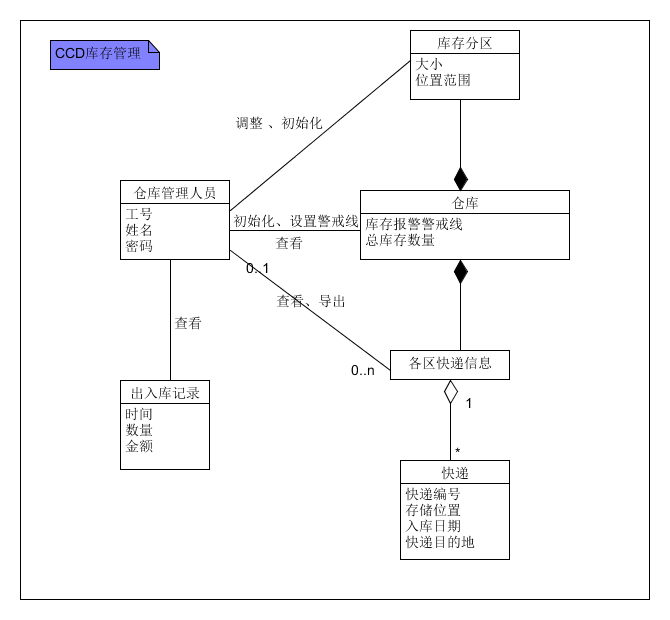 CCD库存管理
库存分区
大小
位置范围
调整 、初始化
仓库管理人员
工号
姓名
密码
初始化、设置警戒线
查看
仓库
库存报警警戒线
总库存数量
0..1
查看、导出
0..n
查看
各区快递信息
1
*
出入库记录
时间
数量
金额
快递
快递编号
存储位置
入库日期
快递目的地